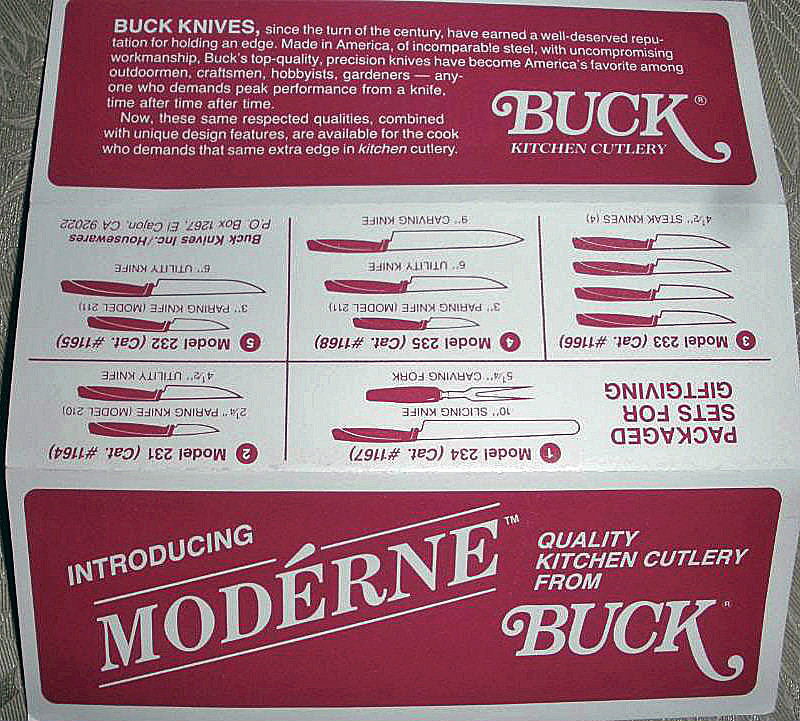 BUCK KNIVES, since the turn of the century, have earned a well-deserved repu-
tation for holding an edge. Made in America, of incomparable steel, with uncompromising
workmanship, Buck's top-quality, precision knives have become America's favorite among
outdoormen, craftsmen, hobbyists, gardeners — any-
one who demands peak performance from a knife,
time after time after time.
Now, these same respected qualities, combined
with unique design features, are available for the cook
who demands that same extra edge in kitchen cutlery.
BUCK®
KITCHEN CUTLERY
PACKAGED
SETS FOR
GIFTGIVING
1 Model 234 (Cat. #1167)
10" SLICING KNIFE
5¼" CARVING FORK
2 Model 231 (Cat. #1164)
2¼" PARING KNIFE (MODEL 210)
4½" UTILITY KNIFE
3 Model 233 (Cat. #1166)
4½" STEAK KNIVES (4)
4 Model 235 (Cat. #1168)
3" PARING KNIFE (MODEL 211)
6" UTILITY KNIFE
9" CARVING KNIFE
5 Model 232 (Cat. #1165)
3" PARING KNIFE (MODEL 211)
6" UTILITY KNIFE
Buck Knives Inc./Housewares
P.O. Box 1267, El Cajon, CA 92022
INTRODUCING
MODÉRNE™
QUALITY
KITCHEN CUTLERY
FROM
BUCK®